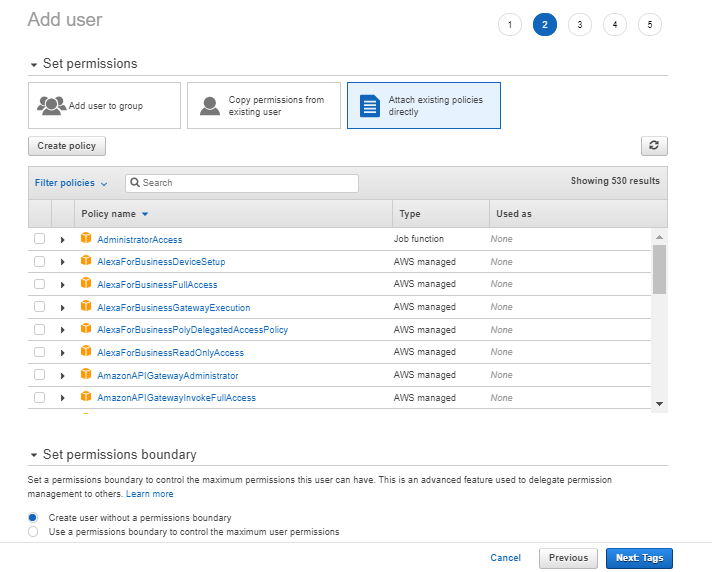 Add user
1 2 3 4 5
Set permissions
Add user to group
Copy permissions from
existing user
Attach existing policies
directly
Create policy
Filter policies
Search
Showing 530 results
Policy name Type Used as
AdministratorAccess Job function None
AlexaForBusinessDeviceSetup AWS managed None
AlexaForBusinessFullAccess AWS managed None
AlexaForBusinessGatewayExecution AWS managed None
AlexaForBusinessPolyDelegatedAccessPolicy AWS managed None
AlexaForBusinessReadOnlyAccess AWS managed None
AmazonAPIGatewayAdministrator AWS managed None
AmazonAPIGatewayInvokeFullAccess AWS managed None
Set permissions boundary
Set a permissions boundary to control the maximum permissions this user can have. This is an advanced feature used to delegate permission
management to others. Learn more
Create user without a permissions boundary
Use a permissions boundary to control the maximum user permissions
Cancel Previous Next: Tags